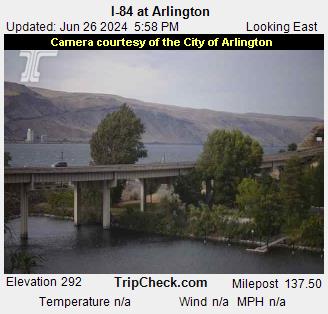 I-84 at Arlington
Updated: Jun 26 2024 5:58 PM Looking East
Camera courtesy of the City of Arlington
Elevation 292 TripCheck.com Milepost 137.50
Temperature n/a Wind n/a MPH n/a